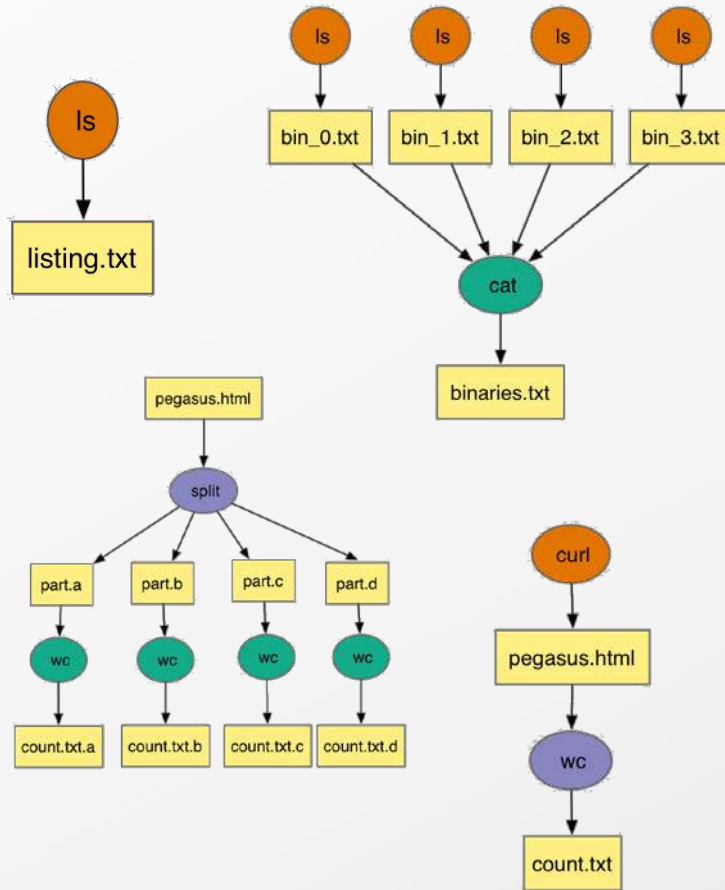 ls
listing.txt
ls
ls
ls
ls
bin_0.txt
bin_1.txt
bin_2.txt
bin_3.txt
cat
binaries.txt
pegasus.html
split
part.a
part.b
part.c
part.d
wc
wc
wc
wc
count.txt.a
count.txt.b
count.txt.c
count.txt.d
curl
pegasus.html
wc
count.txt